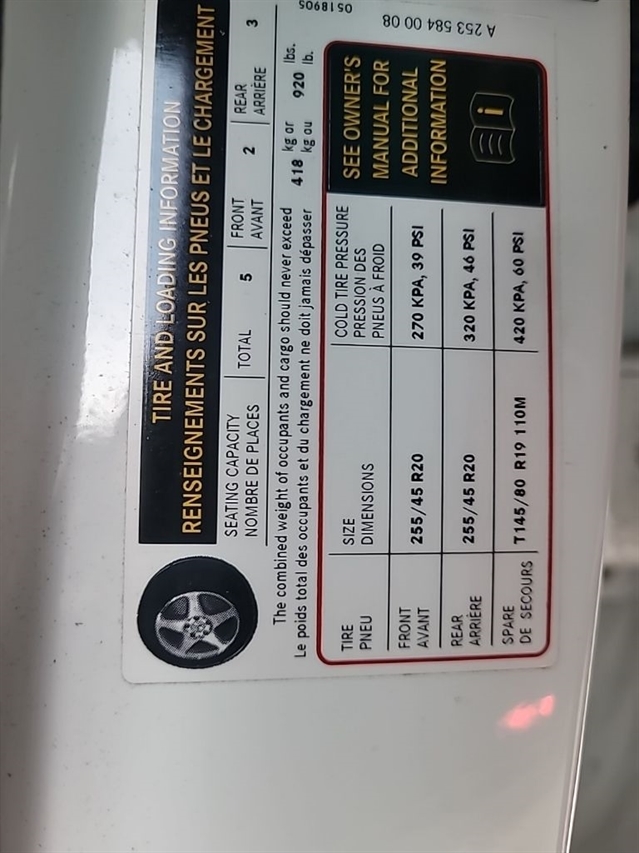 TIRE AND LOADING INFORMATION
RENSEIGNEMENTS SUR LES PNEUS ET LE CHARGEMENT
SEATING CAPACITY
NOMBRE DE PLACES
TOTAL 5
FRONT
AVANT
2
REAR
ARRIÈRE
3
The combined weight of occupants and cargo should never exceed
Le poids total des occupants et du chargement ne doit jamais dépasser
418 kg or
kg ou
920 lbs.
lb.
TIRE
PNEU
SIZE
DIMENSIONS
COLD TIRE PRESSURE
PRESSION DES
PNEUS À FROID
FRONT
AVANT
255/45 R20
270 KPA, 39 PSI
REAR
ARRIÈRE
255/45 R20
320 KPA, 46 PSI
SPARE
DE SECOURS
T145/80 R19 110M
420 KPA, 60 PSI
SEE OWNER'S
MANUAL FOR
ADDITIONAL
INFORMATION
0518905
A 253 584 00 08